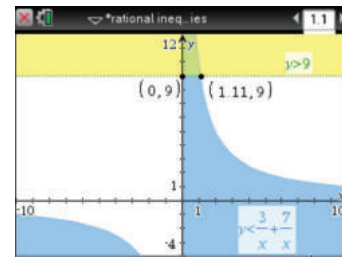 *rational ineq...ies 1.1
12 y
y>9
(0,9) (1.11,9)
1
-10 1 10
y<3/x+7/x
-4